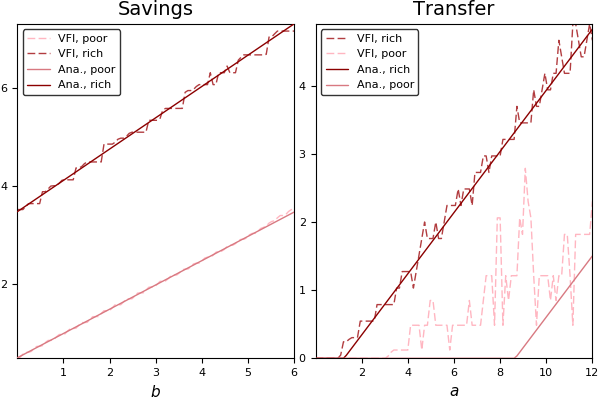 Savings
Transfer
VFI, poor
VFI, rich
Ana., poor
Ana., rich
VFI, rich
VFI, poor
Ana., rich
Ana., poor
6
4
2
4
3
2
1
0
1 2 3 4 5 6
2 4 6 8 10 12
b
a